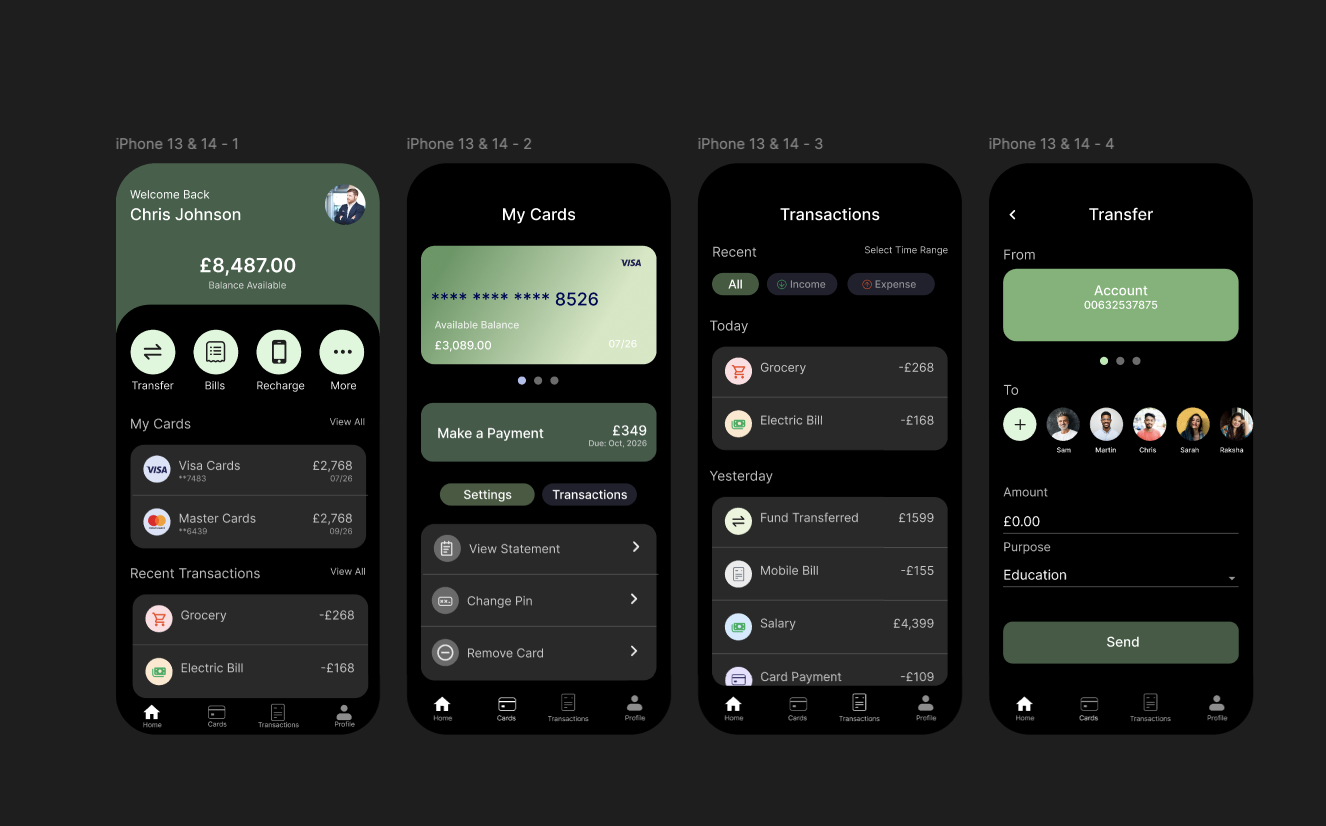 iPhone 13 & 14 - 1
Welcome Back
Chris Johnson
£8,487.00
Balance Available
Transfer Bills Recharge More
My Cards View All
VISA Visa Cards £2,768
**7483 07/26
Master Cards £2,768
**6439 09/26
Recent Transactions View All
Grocery -£268
Electric Bill -£168
Home Cards Transactions Profile
iPhone 13 & 14 - 2
My Cards
VISA
**** **** **** 8526
Available Balance
£3,089.00 07/26
Make a Payment £349
Due: Oct, 2026
Settings Transactions
View Statement
Change Pin
Remove Card
Home Cards Transactions Profile
iPhone 13 & 14 - 3
Transactions
Recent Select Time Range
All Income Expense
Today
Grocery -£268
Electric Bill -£168
Yesterday
Fund Transferred £1599
Mobile Bill -£155
Salary £4,399
Card Payment -£109
Home Cards Transactions Profile
iPhone 13 & 14 - 4
Transfer
From
Account
00632537875
To
Sam Martin Chris Sarah Raksha
Amount
£0.00
Purpose
Education
Send
Home Cards Transactions Profile